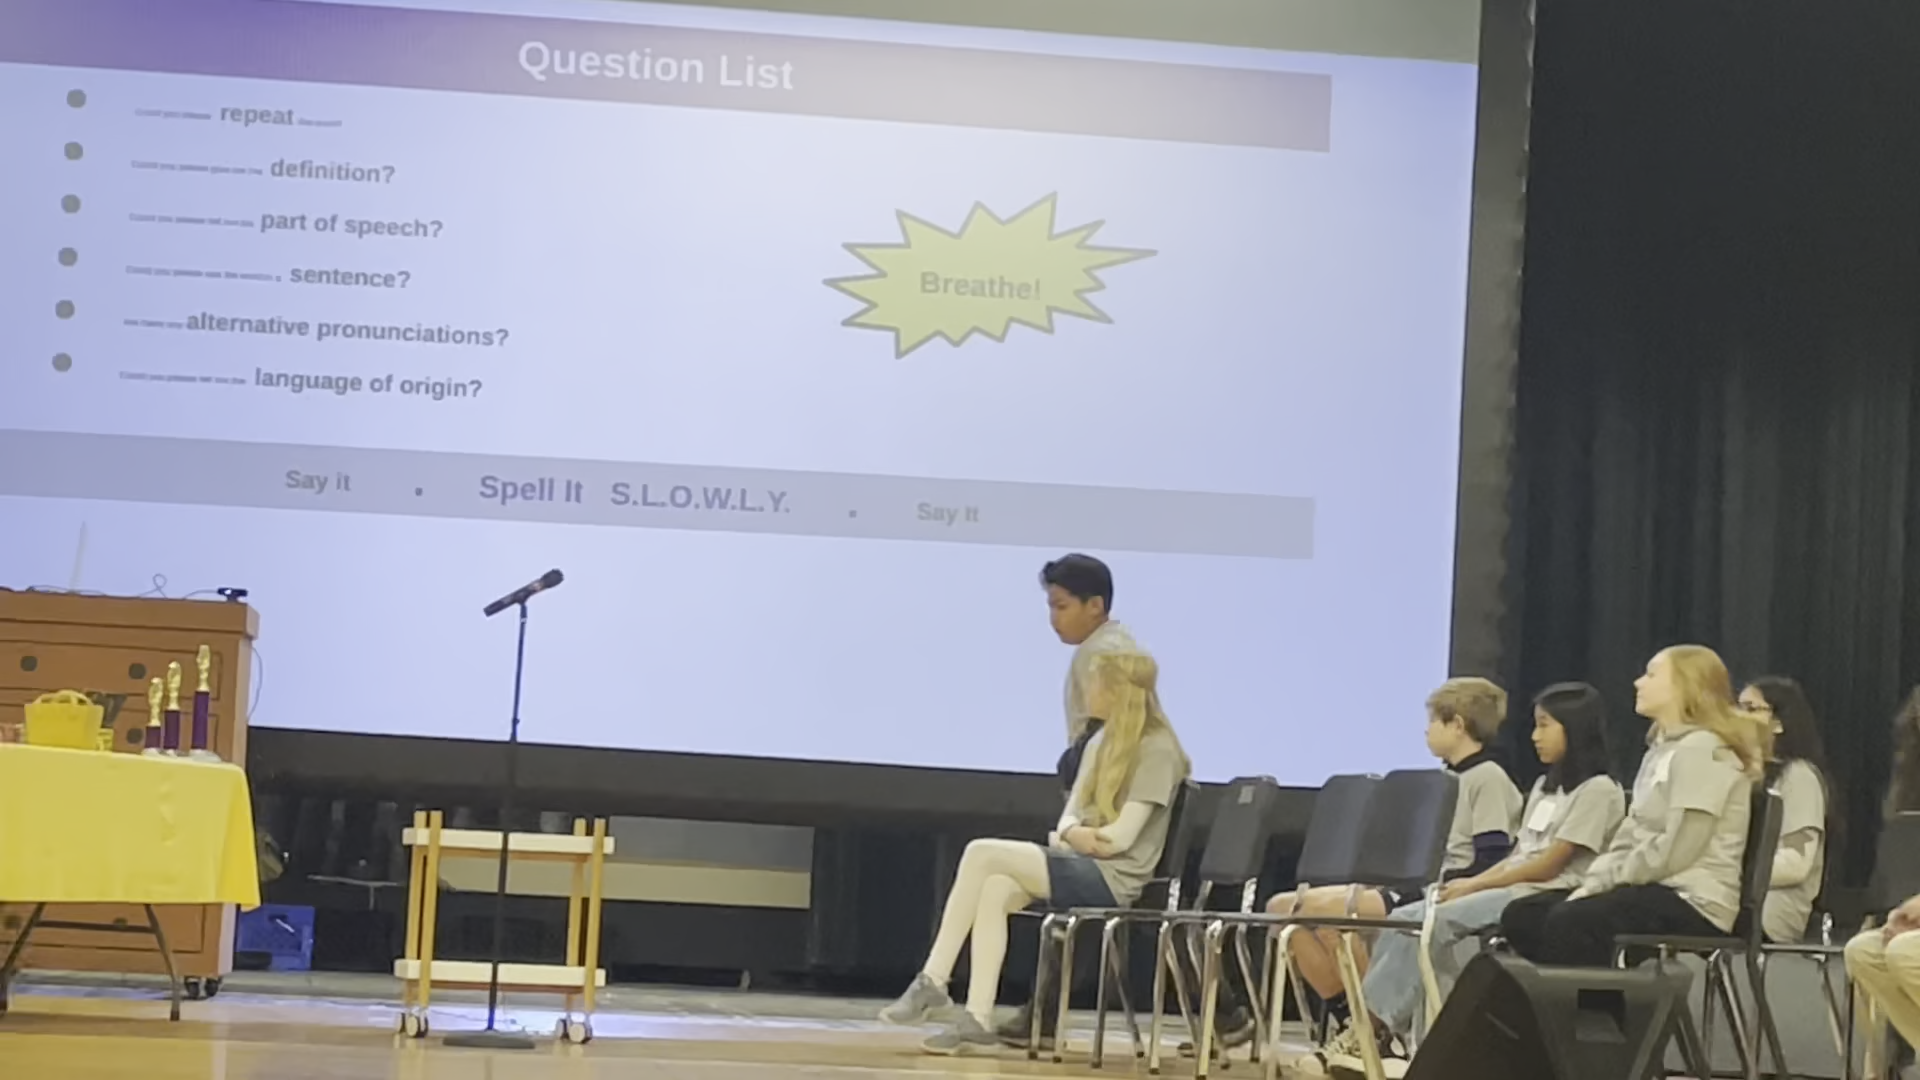 Question List
repeat
definition?
part of speech?
sentence?
alternative pronunciations?
language of origin?
Breathe!
Say it . Spell It S.L.O.W.L.Y. . Say It